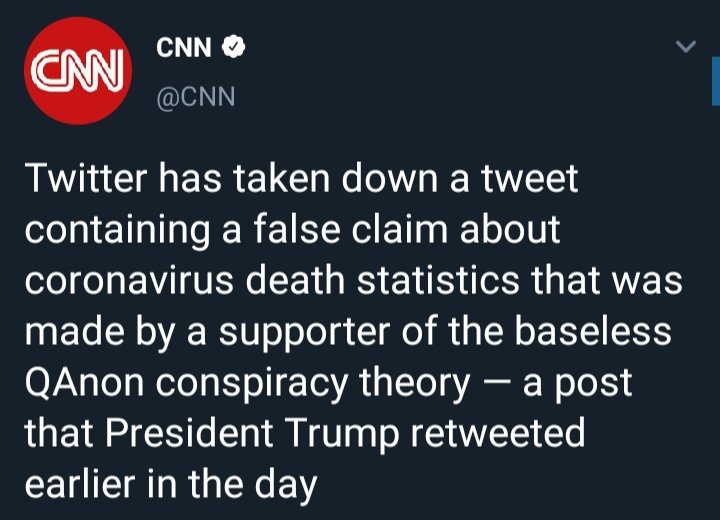 CNN
CNN
@CNN
Twitter has taken down a tweet
containing a false claim about
coronavirus death statistics that was
made by a supporter of the baseless
QAnon conspiracy theory — a post
that President Trump retweeted
earlier in the day